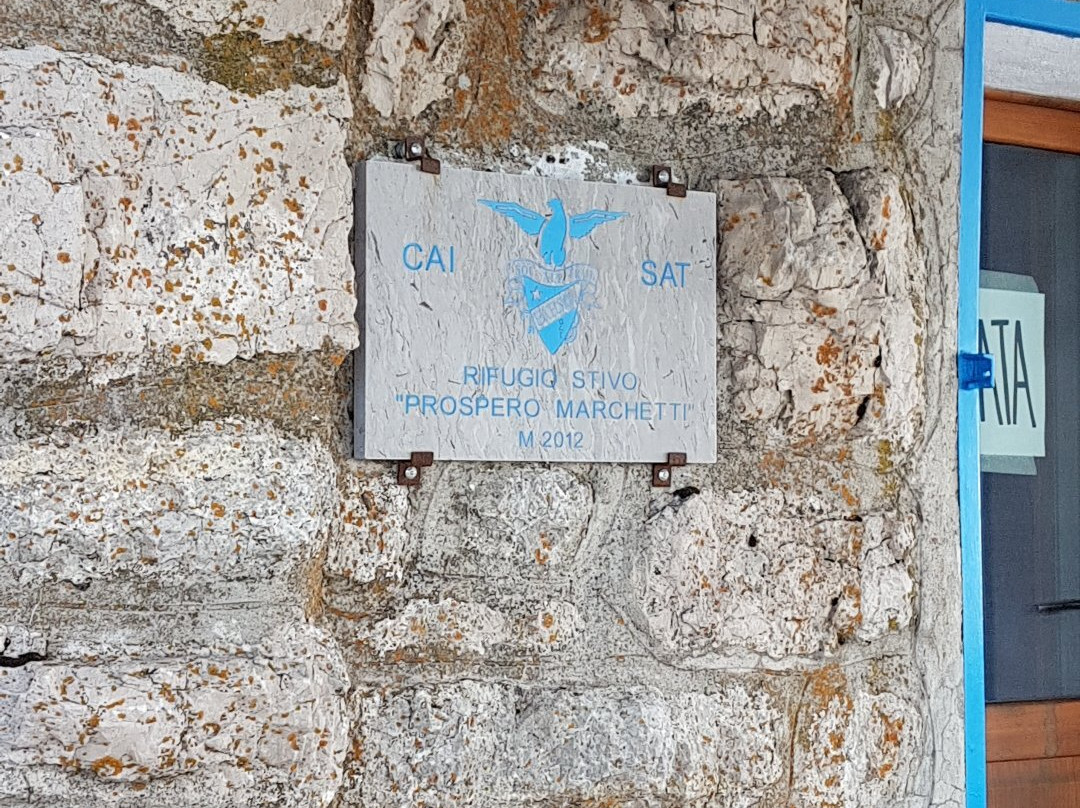 CAI
SAT
RIFUGIO STIVO
"PROSPERO MARCHETTI"
M 2012
ATA